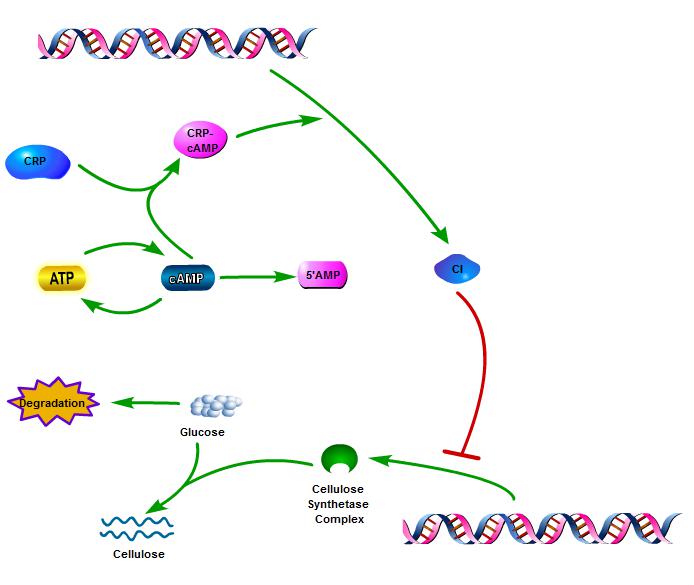 CRP-
cAMP
CRP
ATP
cAMP
5'AMP
CI
Degradation
Glucose
Cellulose
Synthetase
Complex
Cellulose